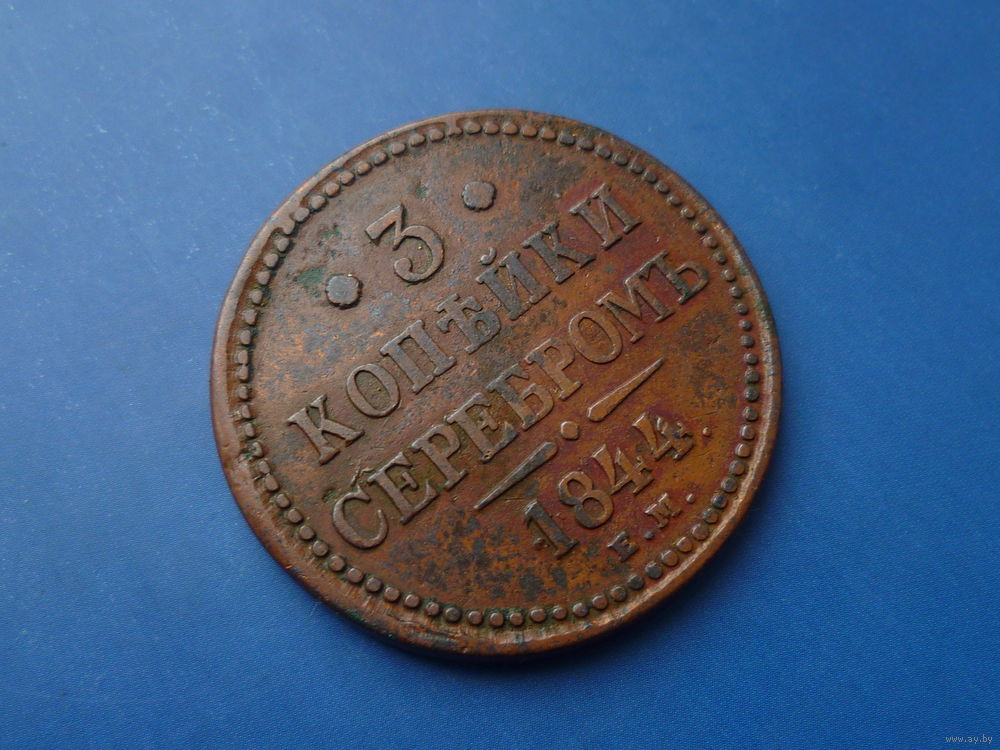 • 3 •
КОПѢЙКИ
СЕРЕБРОМЪ
1844.
Е.М.
www.ay.by